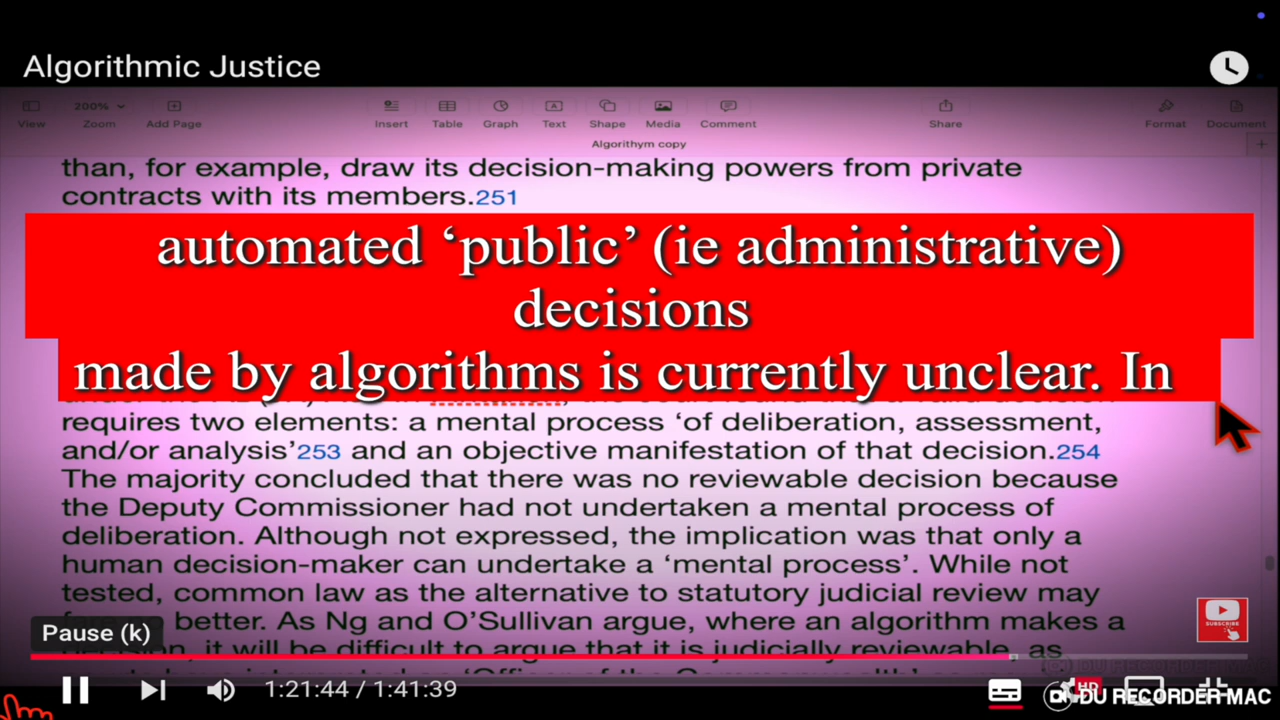 Algorithmic Justice
200%
View
Zoom
Add Page
Insert
Table
Graph
Text
Shape
Media
Comment
Share
Format
Document
Algorithym copy
than, for example, draw its decision-making powers from private
contracts with its members.251
automated ‘public’ (ie administrative)
decisions
made by algorithms is currently unclear. In
requires two elements: a mental process ‘of deliberation, assessment,
and/or analysis’253 and an objective manifestation of that decision.254
The majority concluded that there was no reviewable decision because
the Deputy Commissioner had not undertaken a mental process of
deliberation. Although not expressed, the implication was that only a
human decision-maker can undertake a ‘mental process’. While not
tested, common law as the alternative to statutory judicial review may
better. As Ng and O’Sullivan argue, where an algorithm makes a
it will be difficult to argue that it is judicially reviewable, as
Pause (k)
SUBSCRIBE
1:21:44 / 1:41:39
HD
DU RECORDER MAC